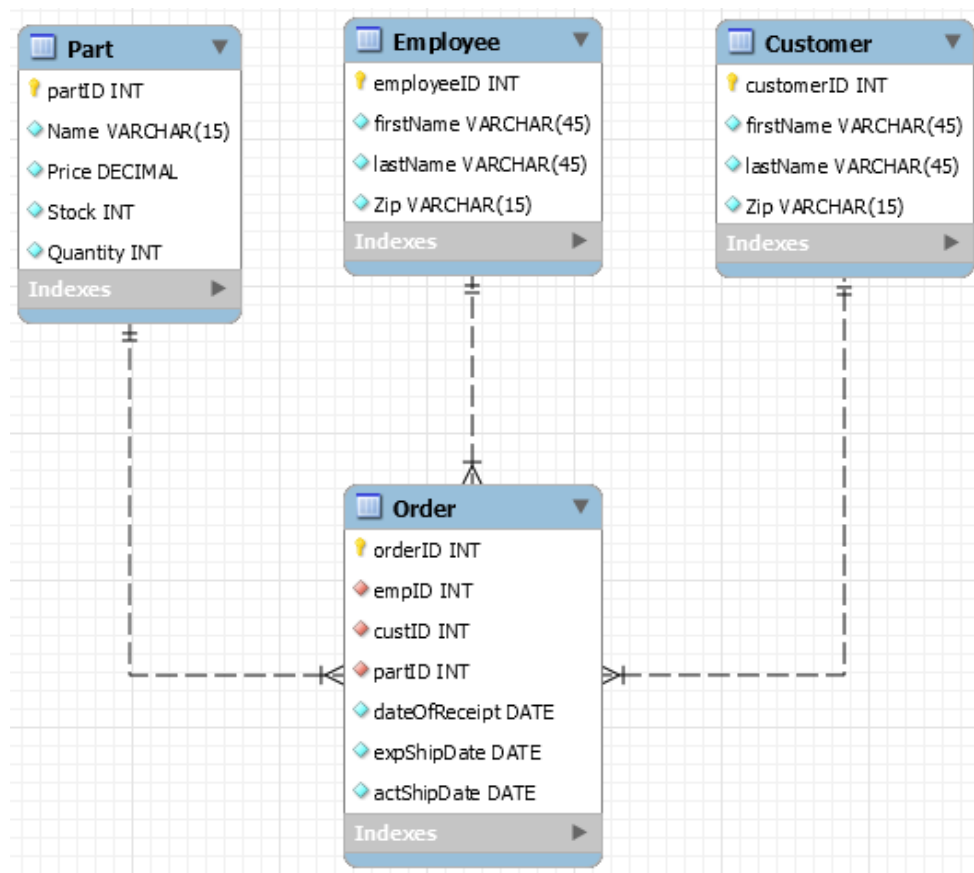 Part
partID INT
Name VARCHAR(15)
Price DECIMAL
Stock INT
Quantity INT
Indexes
Employee
employeeID INT
firstName VARCHAR(45)
lastName VARCHAR(45)
Zip VARCHAR(15)
Indexes
Customer
customerID INT
firstName VARCHAR(45)
lastName VARCHAR(45)
Zip VARCHAR(15)
Indexes
Order
orderID INT
empID INT
custID INT
partID INT
dateOfReceipt DATE
expShipDate DATE
actShipDate DATE
Indexes